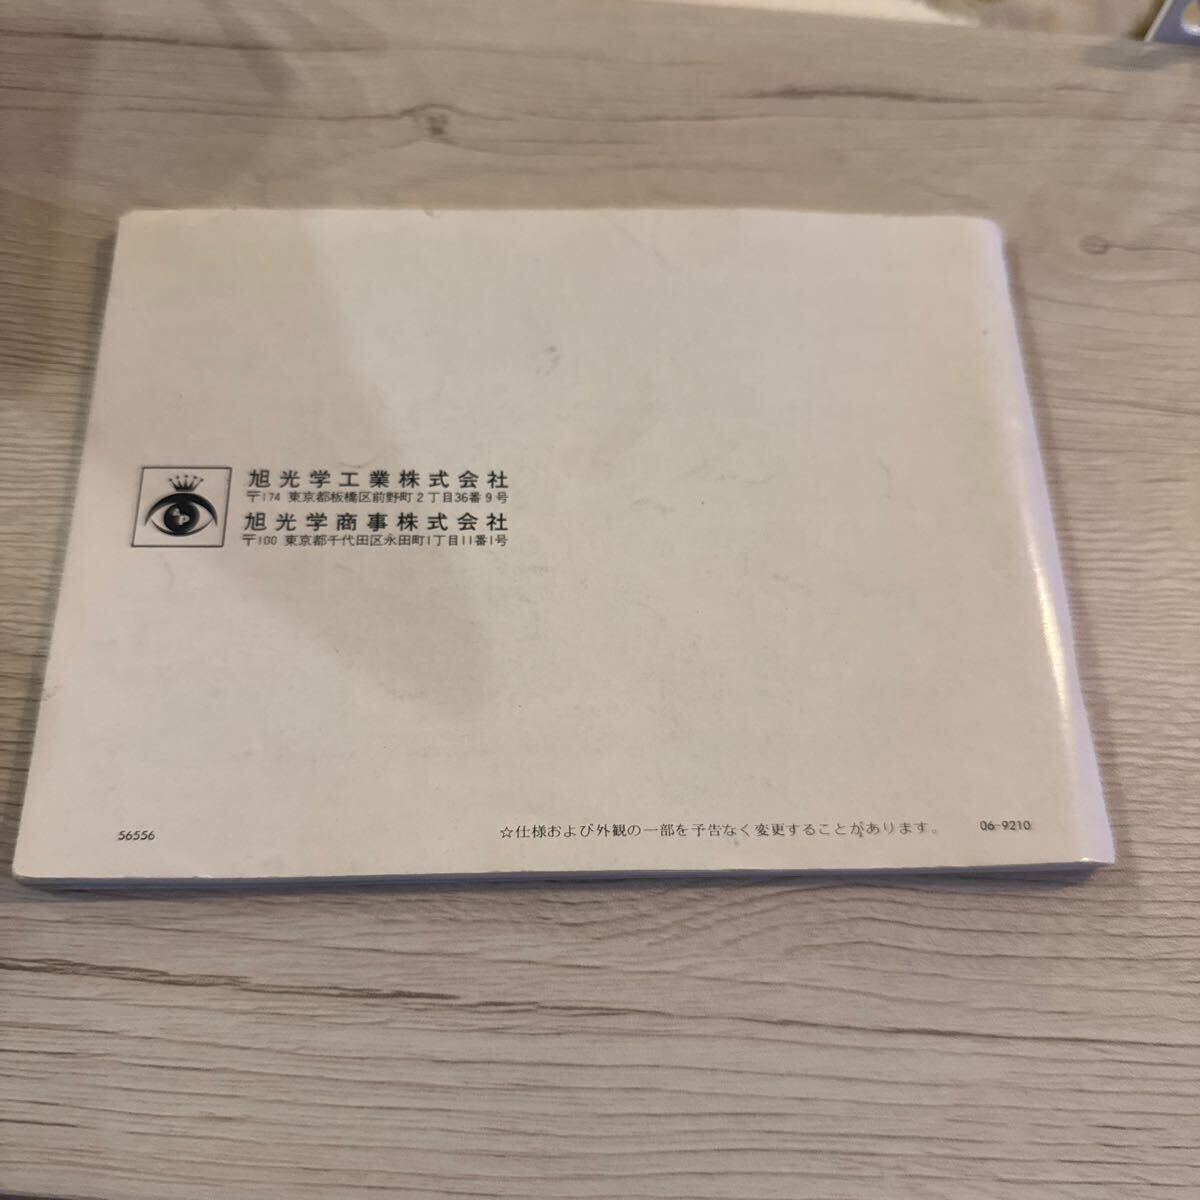 旭光学工業株式会社
〒174 東京都板橋区前野町2丁目36番9号
旭光学商事株式会社
〒100 東京都千代田区永田町1丁目11番1号
56556
☆仕様および外観の一部を予告なく変更することがあります。
06-9210